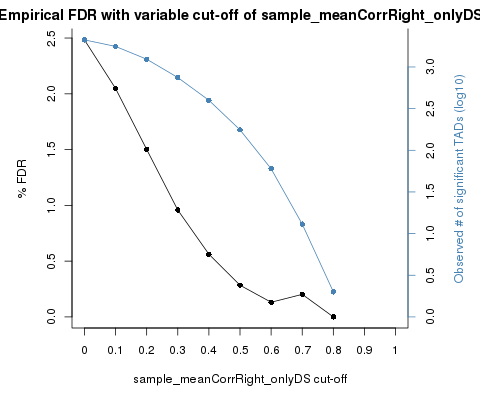 Empirical FDR with variable cut-off of sample_meanCorrRight_onlyDS
% FDR
0.0 0.5 1.0 1.5 2.0 2.5
Observed # of significant TADs (log10)
0.0 0.5 1.0 1.5 2.0 2.5 3.0
0 0.1 0.2 0.3 0.4 0.5 0.6 0.7 0.8 0.9 1
sample_meanCorrRight_onlyDS cut-off